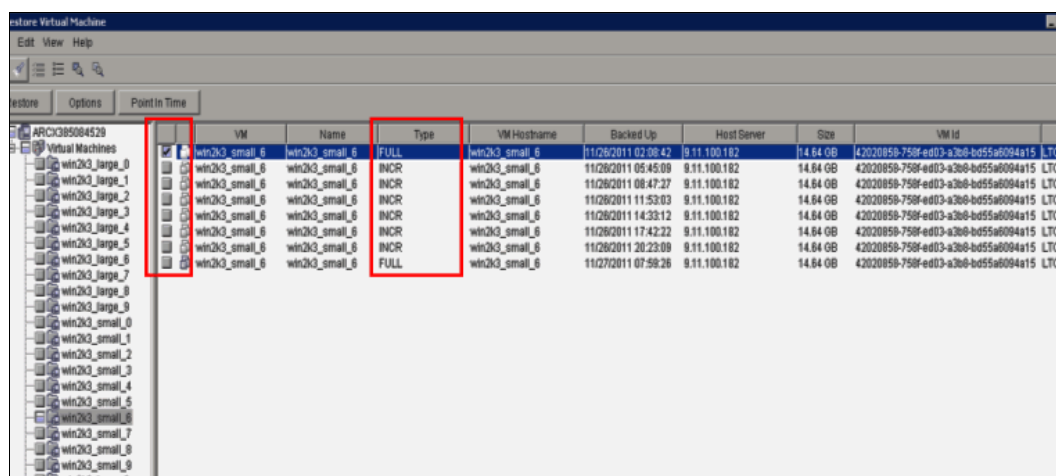 estore Virtual Machine
Edit View Help
estore Options Point In Time
ARCX385084529
Virtual Machines
win2k3_large_0
win2k3_large_1
win2k3_large_2
win2k3_large_3
win2k3_large_4
win2k3_large_5
win2k3_large_6
win2k3_large_7
win2k3_large_8
win2k3_large_9
win2k3_small_0
win2k3_small_1
win2k3_small_2
win2k3_small_3
win2k3_small_4
win2k3_small_5
win2k3_small_6
win2k3_small_7
win2k3_small_8
win2k3_small_9
VM Name Type VM Hostname Backed Up Host Server Size VM Id
win2k3_small_6 win2k3_small_6 FULL win2k3_small_6 11/26/2011 02:08:42 9.11.100.182 14.64 GB 42020858-758f-ed03-a3b8-bd55a6094a15 LTO
win2k3_small_6 win2k3_small_6 INCR win2k3_small_6 11/26/2011 05:45:09 9.11.100.182 14.64 GB 42020858-758f-ed03-a3b8-bd55a6094a15 LTO
win2k3_small_6 win2k3_small_6 INCR win2k3_small_6 11/26/2011 08:47:27 9.11.100.182 14.64 GB 42020858-758f-ed03-a3b8-bd55a6094a15 LTO
win2k3_small_6 win2k3_small_6 INCR win2k3_small_6 11/26/2011 11:53:03 9.11.100.182 14.64 GB 42020858-758f-ed03-a3b8-bd55a6094a15 LTO
win2k3_small_6 win2k3_small_6 INCR win2k3_small_6 11/26/2011 14:33:12 9.11.100.182 14.64 GB 42020858-758f-ed03-a3b8-bd55a6094a15 LTO
win2k3_small_6 win2k3_small_6 INCR win2k3_small_6 11/26/2011 17:42:22 9.11.100.182 14.64 GB 42020858-758f-ed03-a3b8-bd55a6094a15 LTO
win2k3_small_6 win2k3_small_6 INCR win2k3_small_6 11/26/2011 20:23:09 9.11.100.182 14.64 GB 42020858-758f-ed03-a3b8-bd55a6094a15 LTO
win2k3_small_6 win2k3_small_6 FULL win2k3_small_6 11/27/2011 07:59:26 9.11.100.182 14.64 GB 42020858-758f-ed03-a3b8-bd55a6094a15 LTO